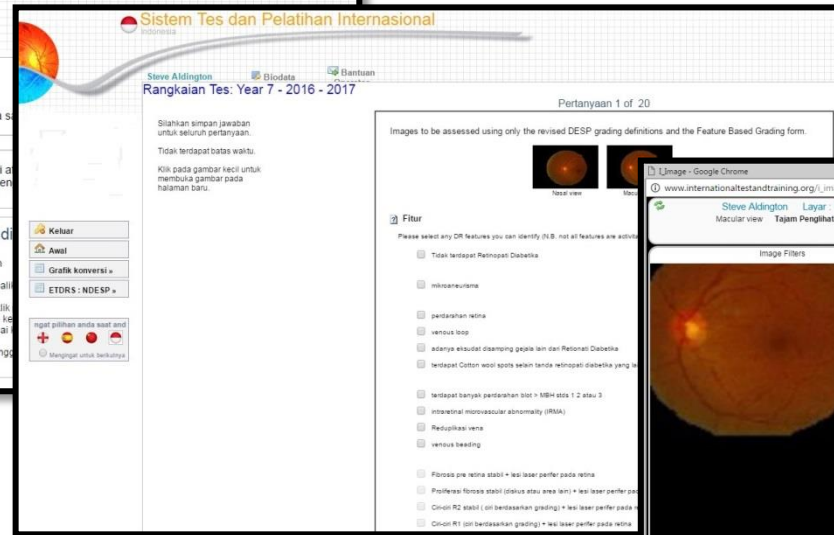 Sistem Tes dan Pelatihan Internasional
Indonesia
Steve Aldington
Biodata
Bantuan
Rangkaian Tes: Year 7 - 2016 - 2017
Pertanyaan 1 of 20
Silahkan simpan jawaban
untuk seluruh pertanyaan.
Tidak terdapat batas waktu.
Klik pada gambar kecil untuk
membuka gambar pada
halaman baru.
Keluar
Awal
Grafik konversi »
ETDRS : NDESP »
ngat pilihan anda saat and
Mengingat untuk berikutnya
Images to be assessed using only the revised DESP grading definitions and the Feature Based Grading form.
Nasal view
Fitur
Please select any DR features you can identify (N.B. not all features are activ
Tidak terdapat Retinopati Diabetika
mikroaneurisma
perdarahan retina
venous loop
adanya eksudat disamping gejala lain dari Retionati Diabetika
terdapat Cotton wool spots selain tanda retinopati diabetika yang
terdapat banyak perdarahan blot > MBH stds 1 2 atau 3
intraretinal microvascular abnormality (IRMA)
Reduplikasi vena
venous beading
Fibrosis pre retina stabil + lesi laser perifer pada retina
Proliferasi fibrosis stabil (diskus atau area lain) + lesi laser perifer
Ciri-ciri R2 stabil ( ciri berdasarkan grading) + lesi laser perifer pada
Ciri-ciri R1 (ciri berdasarkan grading) + lesi laser perifer pada retina
I_Image - Google Chrome
www.internationaltestandtraining.org/i_im
Steve Aldington Layar :
Macular view Tajam Penglihat
Image Filters